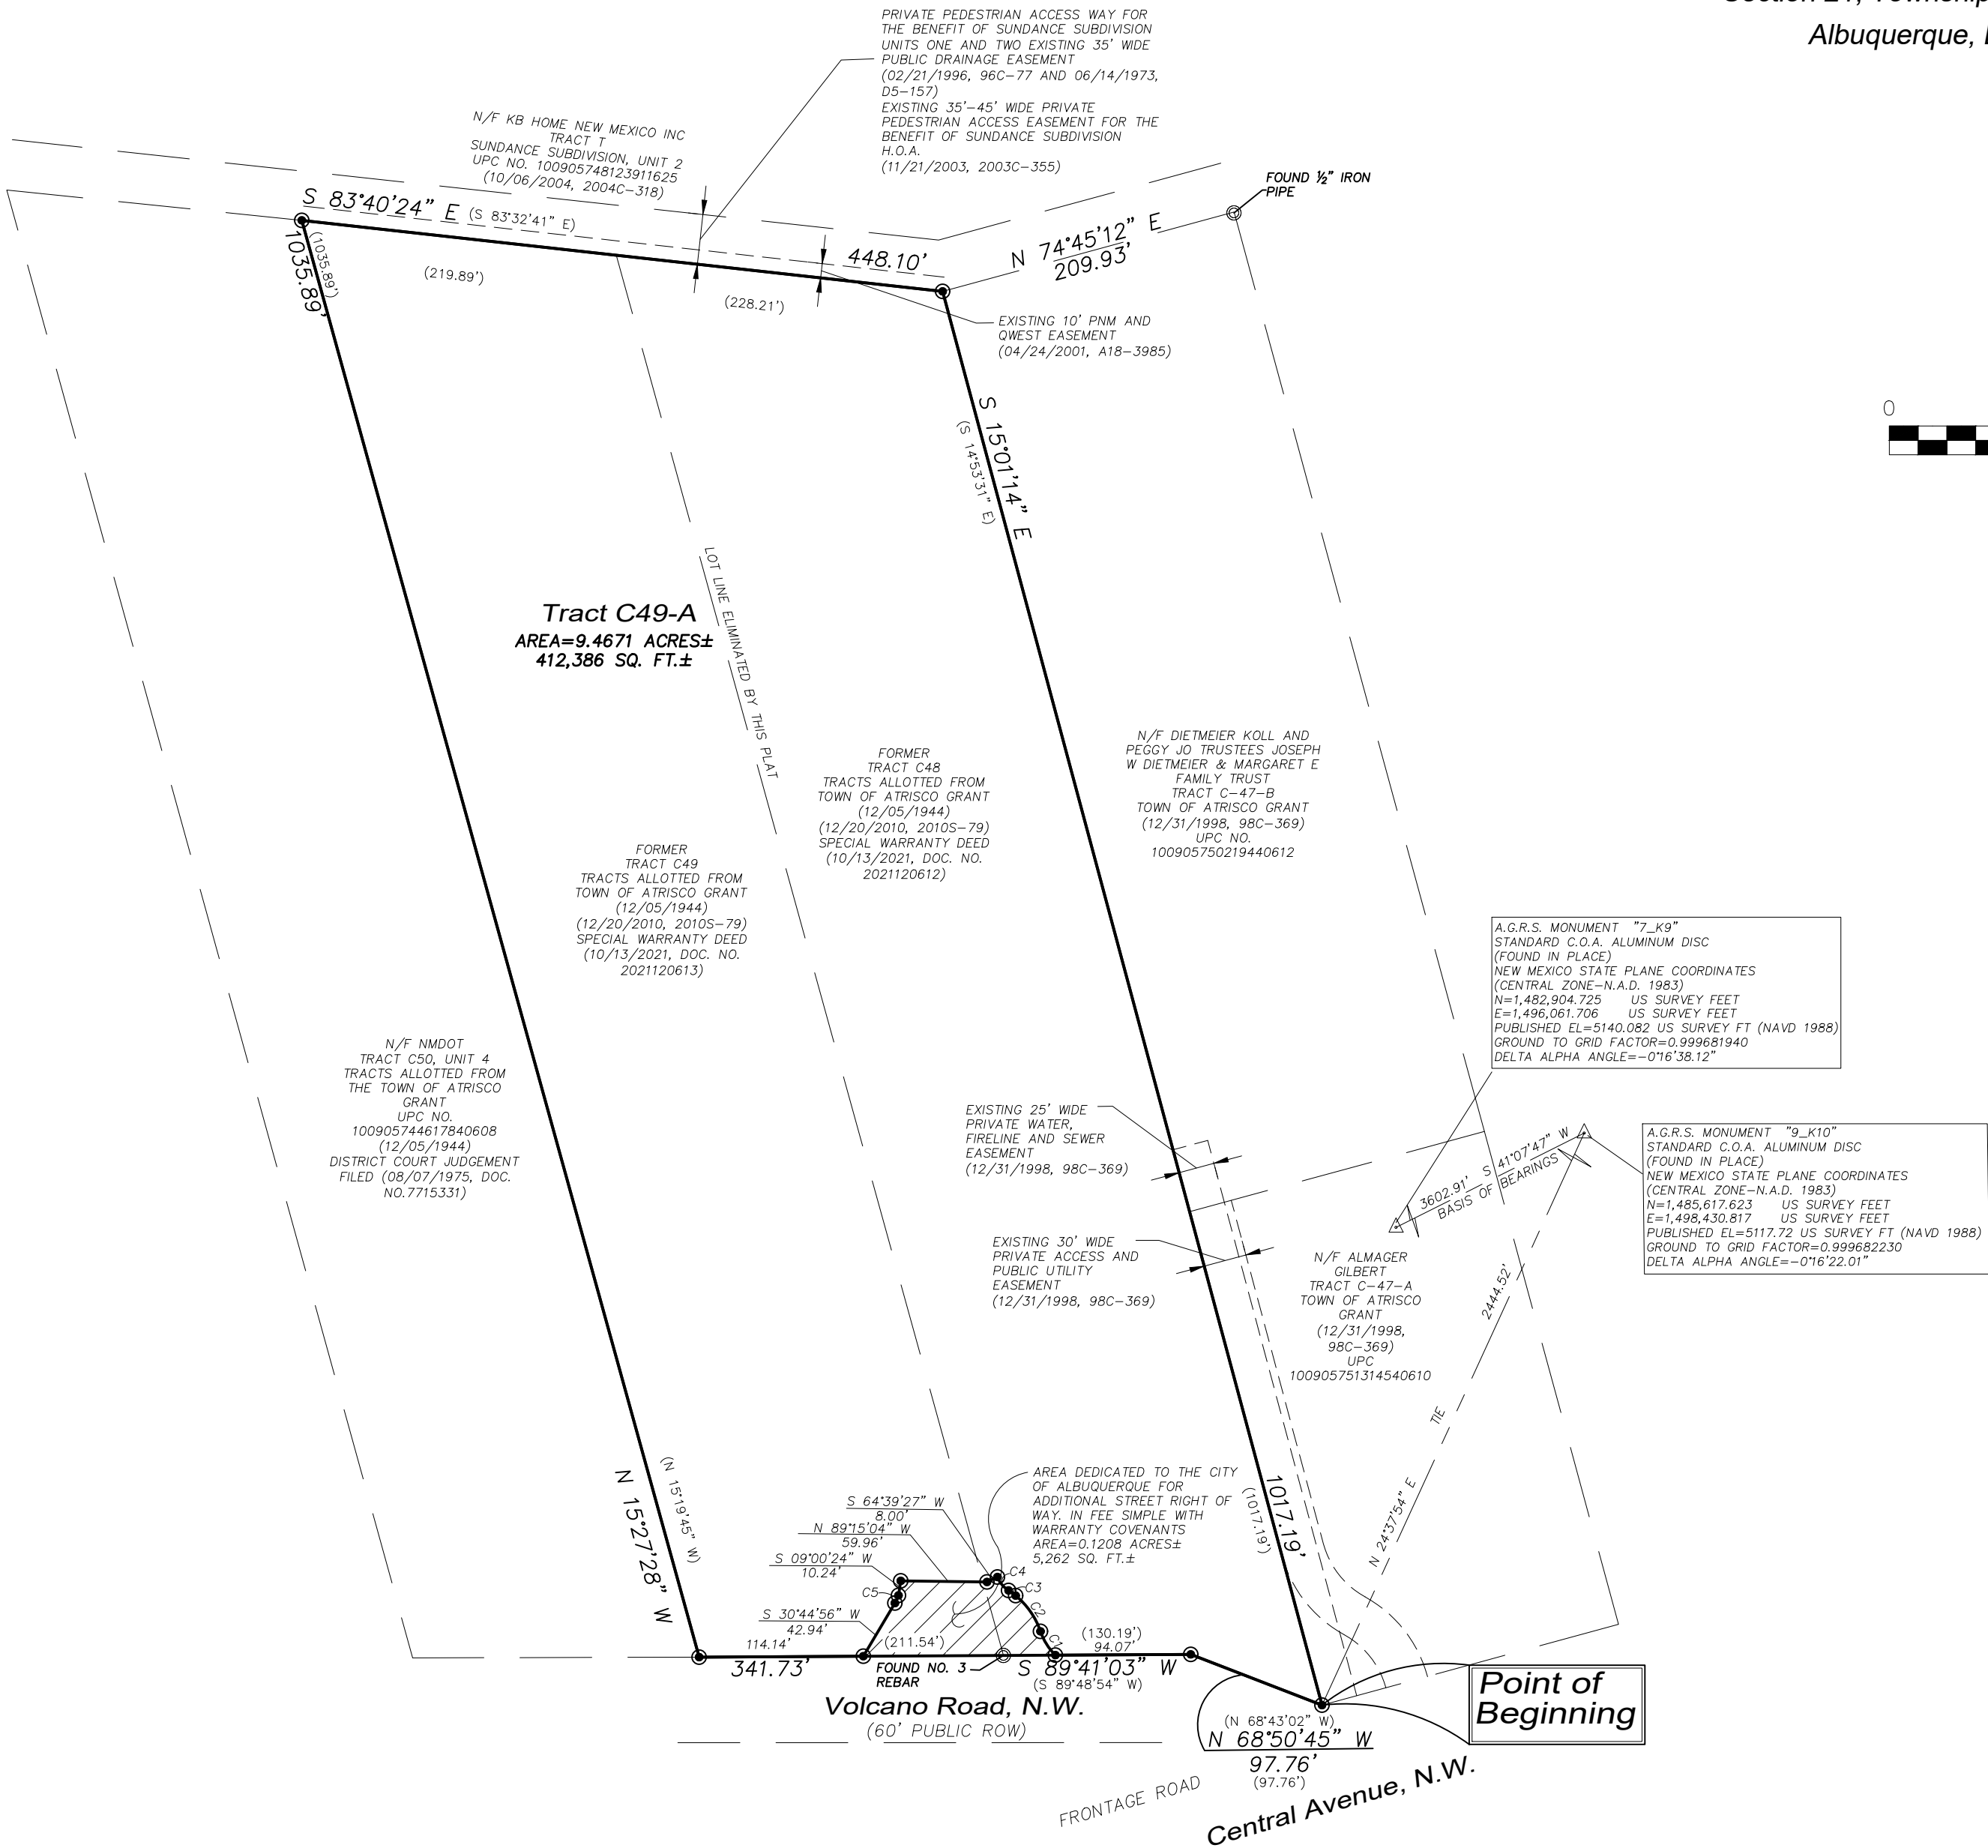 Albuquerque,
PRIVATE PEDESTRIAN ACCESS WAY FOR
THE BENEFIT OF SUNDANCE SUBDIVISION
UNITS ONE AND TWO EXISTING 35' WIDE
PUBLIC DRAINAGE EASEMENT
(02/21/1996, 96C-77 AND 06/14/1973,
D5-157)
EXISTING 35'-45' WIDE PRIVATE
PEDESTRIAN ACCESS EASEMENT FOR THE
BENEFIT OF SUNDANCE SUBDIVISION
H.O.A.
(11/21/2003, 2003C-355)
N/F KB HOME NEW MEXICO INC
TRACT T
SUNDANCE SUBDIVISION, UNIT 2
UPC NO. 100905748123911625
(10/06/2004, 2004C-318)
FOUND ½" IRON
PIPE
S 83°40'24" E (S 83°32'41" E)
448.10'
(219.89')
(228.21')
N 74°45'12" E
209.93'
1035.89'
(1035.89')
EXISTING 10' PNM AND
QWEST EASEMENT
(04/24/2001, A18-3985)
0
S 15°01'14" E
(S 14°53'31" E)
LOT LINE ELIMINATED BY THIS PLAT
Tract C49-A
AREA=9.4671 ACRES±
412,386 SQ. FT.±
FORMER
TRACT C48
TRACTS ALLOTTED FROM
TOWN OF ATRISCO GRANT
(12/05/1944)
(12/20/2010, 2010S-79)
SPECIAL WARRANTY DEED
(10/13/2021, DOC. NO.
2021120612)
N/F DIETMEIER KOLL AND
PEGGY JO TRUSTEES JOSEPH
W DIETMEIER & MARGARET E
FAMILY TRUST
TRACT C-47-B
TOWN OF ATRISCO GRANT
(12/31/1998, 98C-369)
UPC NO.
100905750219440612
FORMER
TRACT C49
TRACTS ALLOTTED FROM
TOWN OF ATRISCO GRANT
(12/05/1944)
(12/20/2010, 2010S-79)
SPECIAL WARRANTY DEED
(10/13/2021, DOC. NO.
2021120613)
A.G.R.S. MONUMENT "7_K9"
STANDARD C.O.A. ALUMINUM DISC
(FOUND IN PLACE)
NEW MEXICO STATE PLANE COORDINATES
(CENTRAL ZONE-N.A.D. 1983)
N=1,482,904.725 US SURVEY FEET
E=1,496,061.706 US SURVEY FEET
PUBLISHED EL=5140.082 US SURVEY FT (NAVD 1988)
GROUND TO GRID FACTOR=0.999681940
DELTA ALPHA ANGLE=-0°16'38.12"
N/F NMDOT
TRACT C50, UNIT 4
TRACTS ALLOTTED FROM
THE TOWN OF ATRISCO
GRANT
UPC NO.
100905744617840608
(12/05/1944)
DISTRICT COURT JUDGEMENT
FILED (08/07/1975, DOC.
NO.7715331)
EXISTING 25' WIDE
PRIVATE WATER,
FIRELINE AND SEWER
EASEMENT
(12/31/1998, 98C-369)
A.G.R.S. MONUMENT "9_K10"
STANDARD C.O.A. ALUMINUM DISC
(FOUND IN PLACE)
NEW MEXICO STATE PLANE COORDINATES
(CENTRAL ZONE-N.A.D. 1983)
N=1,485,617.623 US SURVEY FEET
E=1,498,430.817 US SURVEY FEET
PUBLISHED EL=5117.72 US SURVEY FT (NAVD 1988)
GROUND TO GRID FACTOR=0.999682230
DELTA ALPHA ANGLE=-0°16'22.01"
3602.91' S 41°07'47" W
BASIS OF BEARINGS
EXISTING 30' WIDE
PRIVATE ACCESS AND
PUBLIC UTILITY
EASEMENT
(12/31/1998, 98C-369)
N/F ALMAGER
GILBERT
TRACT C-47-A
TOWN OF ATRISCO
GRANT
(12/31/1998,
98C-369)
UPC
100905751314540610
N 24°37'54" E TIE 2444.52'
N 15°27'28" W
(N 15°19'45" W)
1017.19'
(1017.19')
AREA DEDICATED TO THE CITY
OF ALBUQUERQUE FOR
ADDITIONAL STREET RIGHT OF
WAY. IN FEE SIMPLE WITH
WARRANTY COVENANTS
AREA=0.1208 ACRES±
5,262 SQ. FT.±
S 64°39'27" W
8.00'
N 89°15'04" W
59.96'
S 09°00'24" W
10.24'
C5
C4
C3
C2
C1
S 30°44'56" W
42.94'
114.14'
(211.54')
(130.19')
94.07'
341.73'
FOUND NO. 3
REBAR
S 89°41'03" W
(S 89°48'54" W)
Volcano Road, N.W.
(60' PUBLIC ROW)
Point of
Beginning
(N 68°43'02" W)
N 68°50'45" W
97.76'
(97.76')
FRONTAGE ROAD
Central Avenue, N.W.